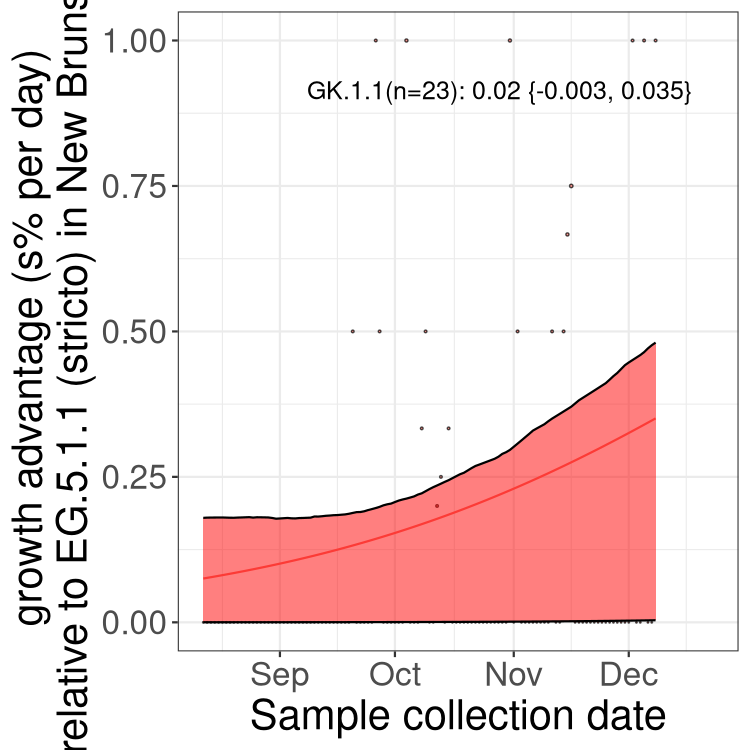 growth advantage (s% per day)
relative to EG.5.1.1 (stricto) in New Bruns
1.00
0.75
0.50
0.25
0.00
GK.1.1(n=23): 0.02 {-0.003, 0.035}
Sep Oct Nov Dec
Sample collection date